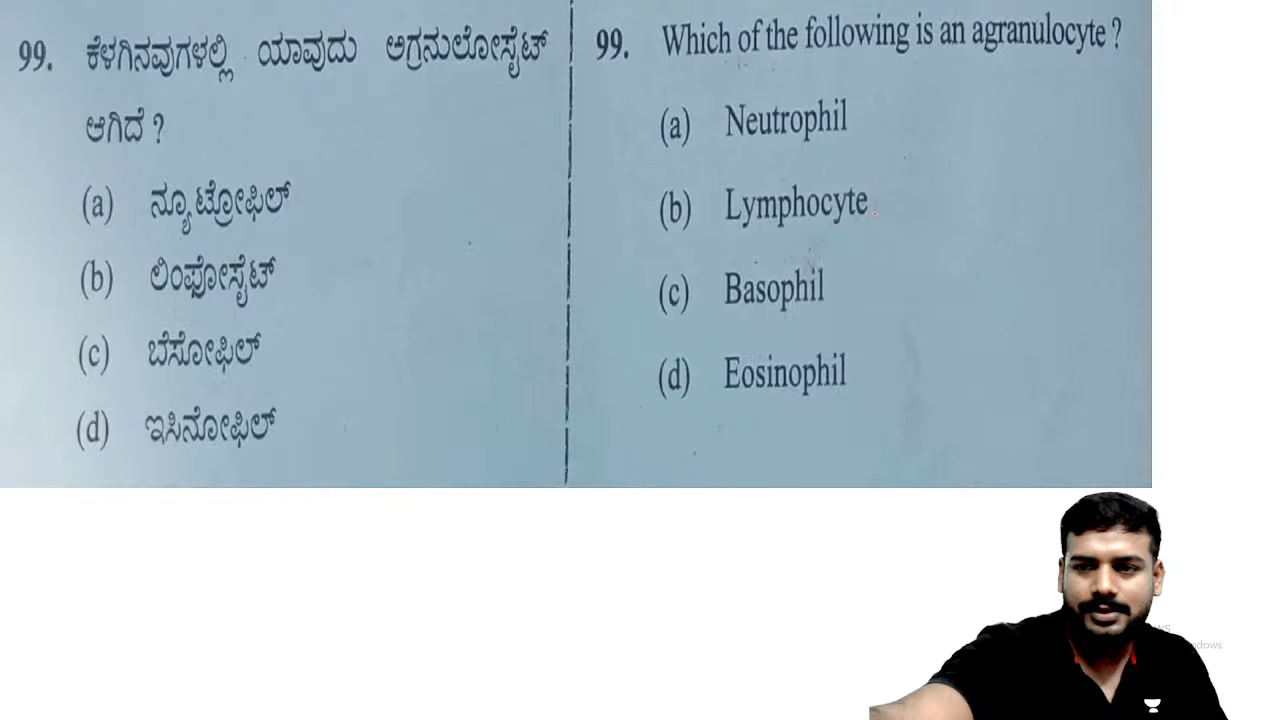 99. ಕೆಳಗಿನವುಗಳಲ್ಲಿ ಯಾವುದು ಅಗ್ರನುಲೋಸೈಟ್
ಆಗಿದೆ ?
(a) ನ್ಯೂಟ್ರೋಫಿಲ್
(b) ಲಿಂಫೋಸೈಟ್
(c) ಬೆಸೋಫಿಲ್
(d) ಇಸಿನೋಫಿಲ್
99. Which of the following is an agranulocyte ?
(a) Neutrophil
(b) Lymphocyte
(c) Basophil
(d) Eosinophil